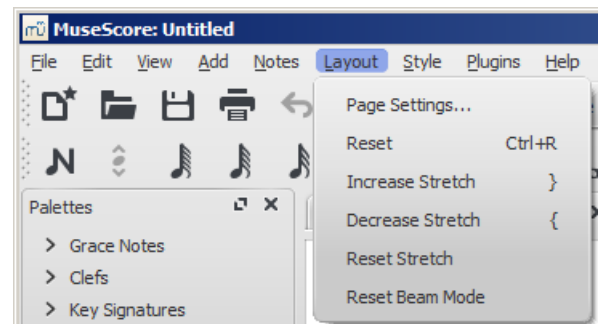 MuseScore: Untitled
File Edit View Add Notes Layout Style Plugins Help
Page Settings...
Reset Ctrl+R
Increase Stretch }
Decrease Stretch {
Reset Stretch
Reset Beam Mode
Palettes
Grace Notes
Clefs
Key Signatures